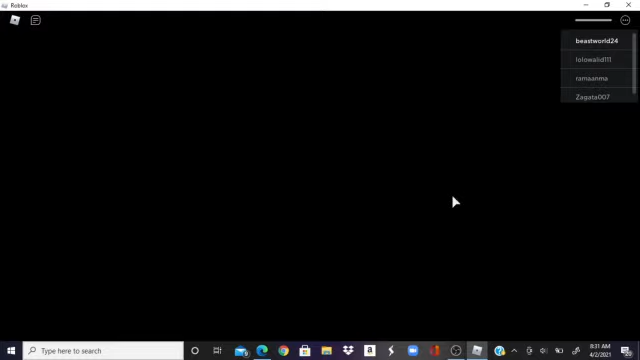 Roblox
beastworld24
lolowalid111
ramaanma
Zagata007
Type here to search
8:31 AM
4/2/2021